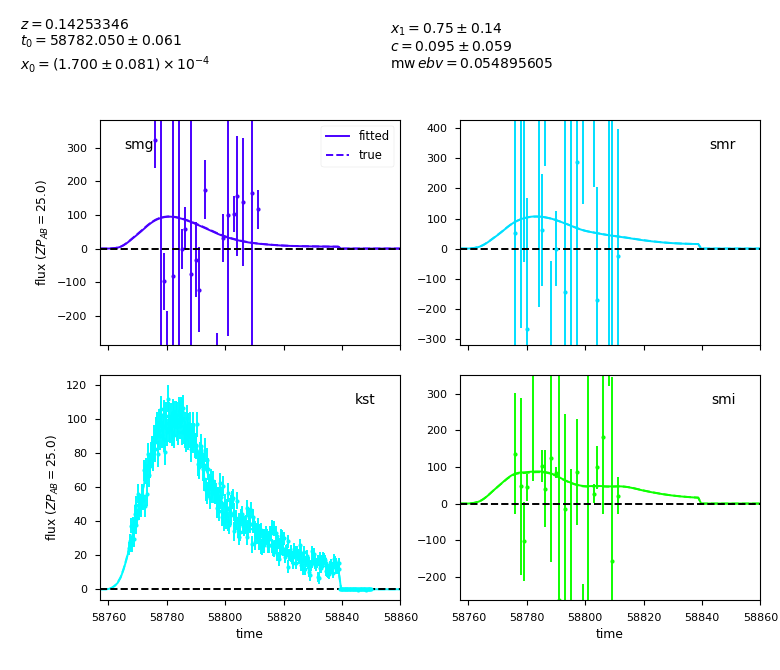 z = 0.14253346
t₀ = 58782.050 ± 0.061
x₀ = (1.700 ± 0.081) × 10⁻⁴
x₁ = 0.75 ± 0.14
c = 0.095 ± 0.059
mw ebv = 0.054895605
smg
fitted
true
flux (ZP_AB = 25.0)
300
200
100
0
−100
−200
smr
400
300
200
100
0
−100
−200
−300
kst
flux (ZP_AB = 25.0)
120
100
80
60
40
20
0
58760 58780 58800 58820 58840 58860
time
smi
300
200
100
0
−100
−200
58760 58780 58800 58820 58840 58860
time